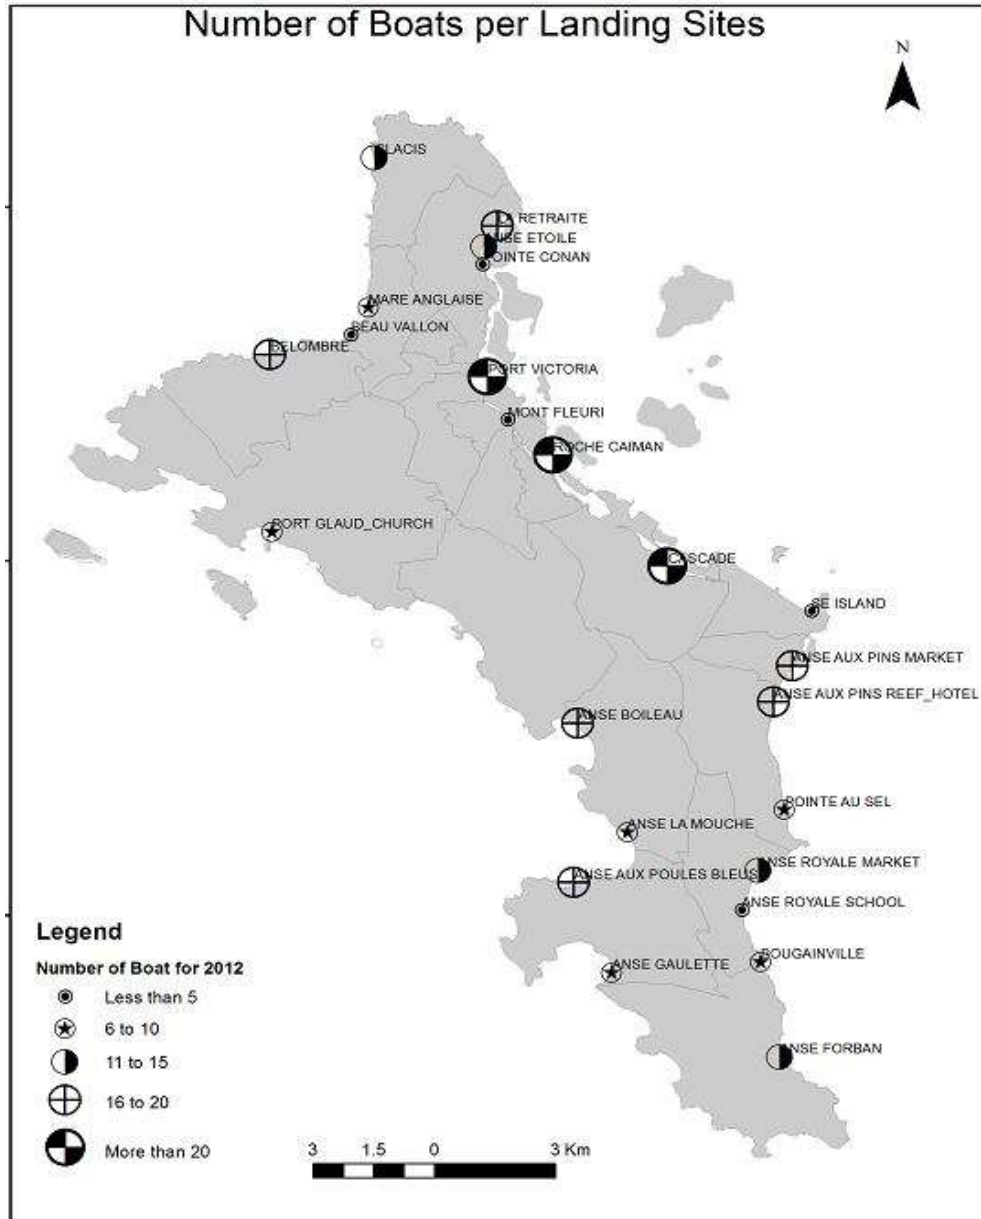 Number of Boats per Landing Sites
N
GLACIS
LA RETRAITE
ANSE ETOILE
POINTE CONAN
MARE ANGLAISE
BEAU VALLON
BELOMBRE
PORT VICTORIA
MONT FLEURI
ROCHE CAIMAN
PORT GLAUD_CHURCH
CASCADE
SE ISLAND
ANSE AUX PINS MARKET
ANSE AUX PINS REEF_HOTEL
ANSE BOILEAU
POINTE AU SEL
ANSE LA MOUCHE
ANSE ROYALE MARKET
ANSE AUX POULES BLEUS
ANSE ROYALE SCHOOL
BOUGAINVILLE
ANSE GAULETTE
ANSE FORBAN
Legend
Number of Boat for 2012
Less than 5
6 to 10
11 to 15
16 to 20
More than 20
3 1.5 0 3 Km